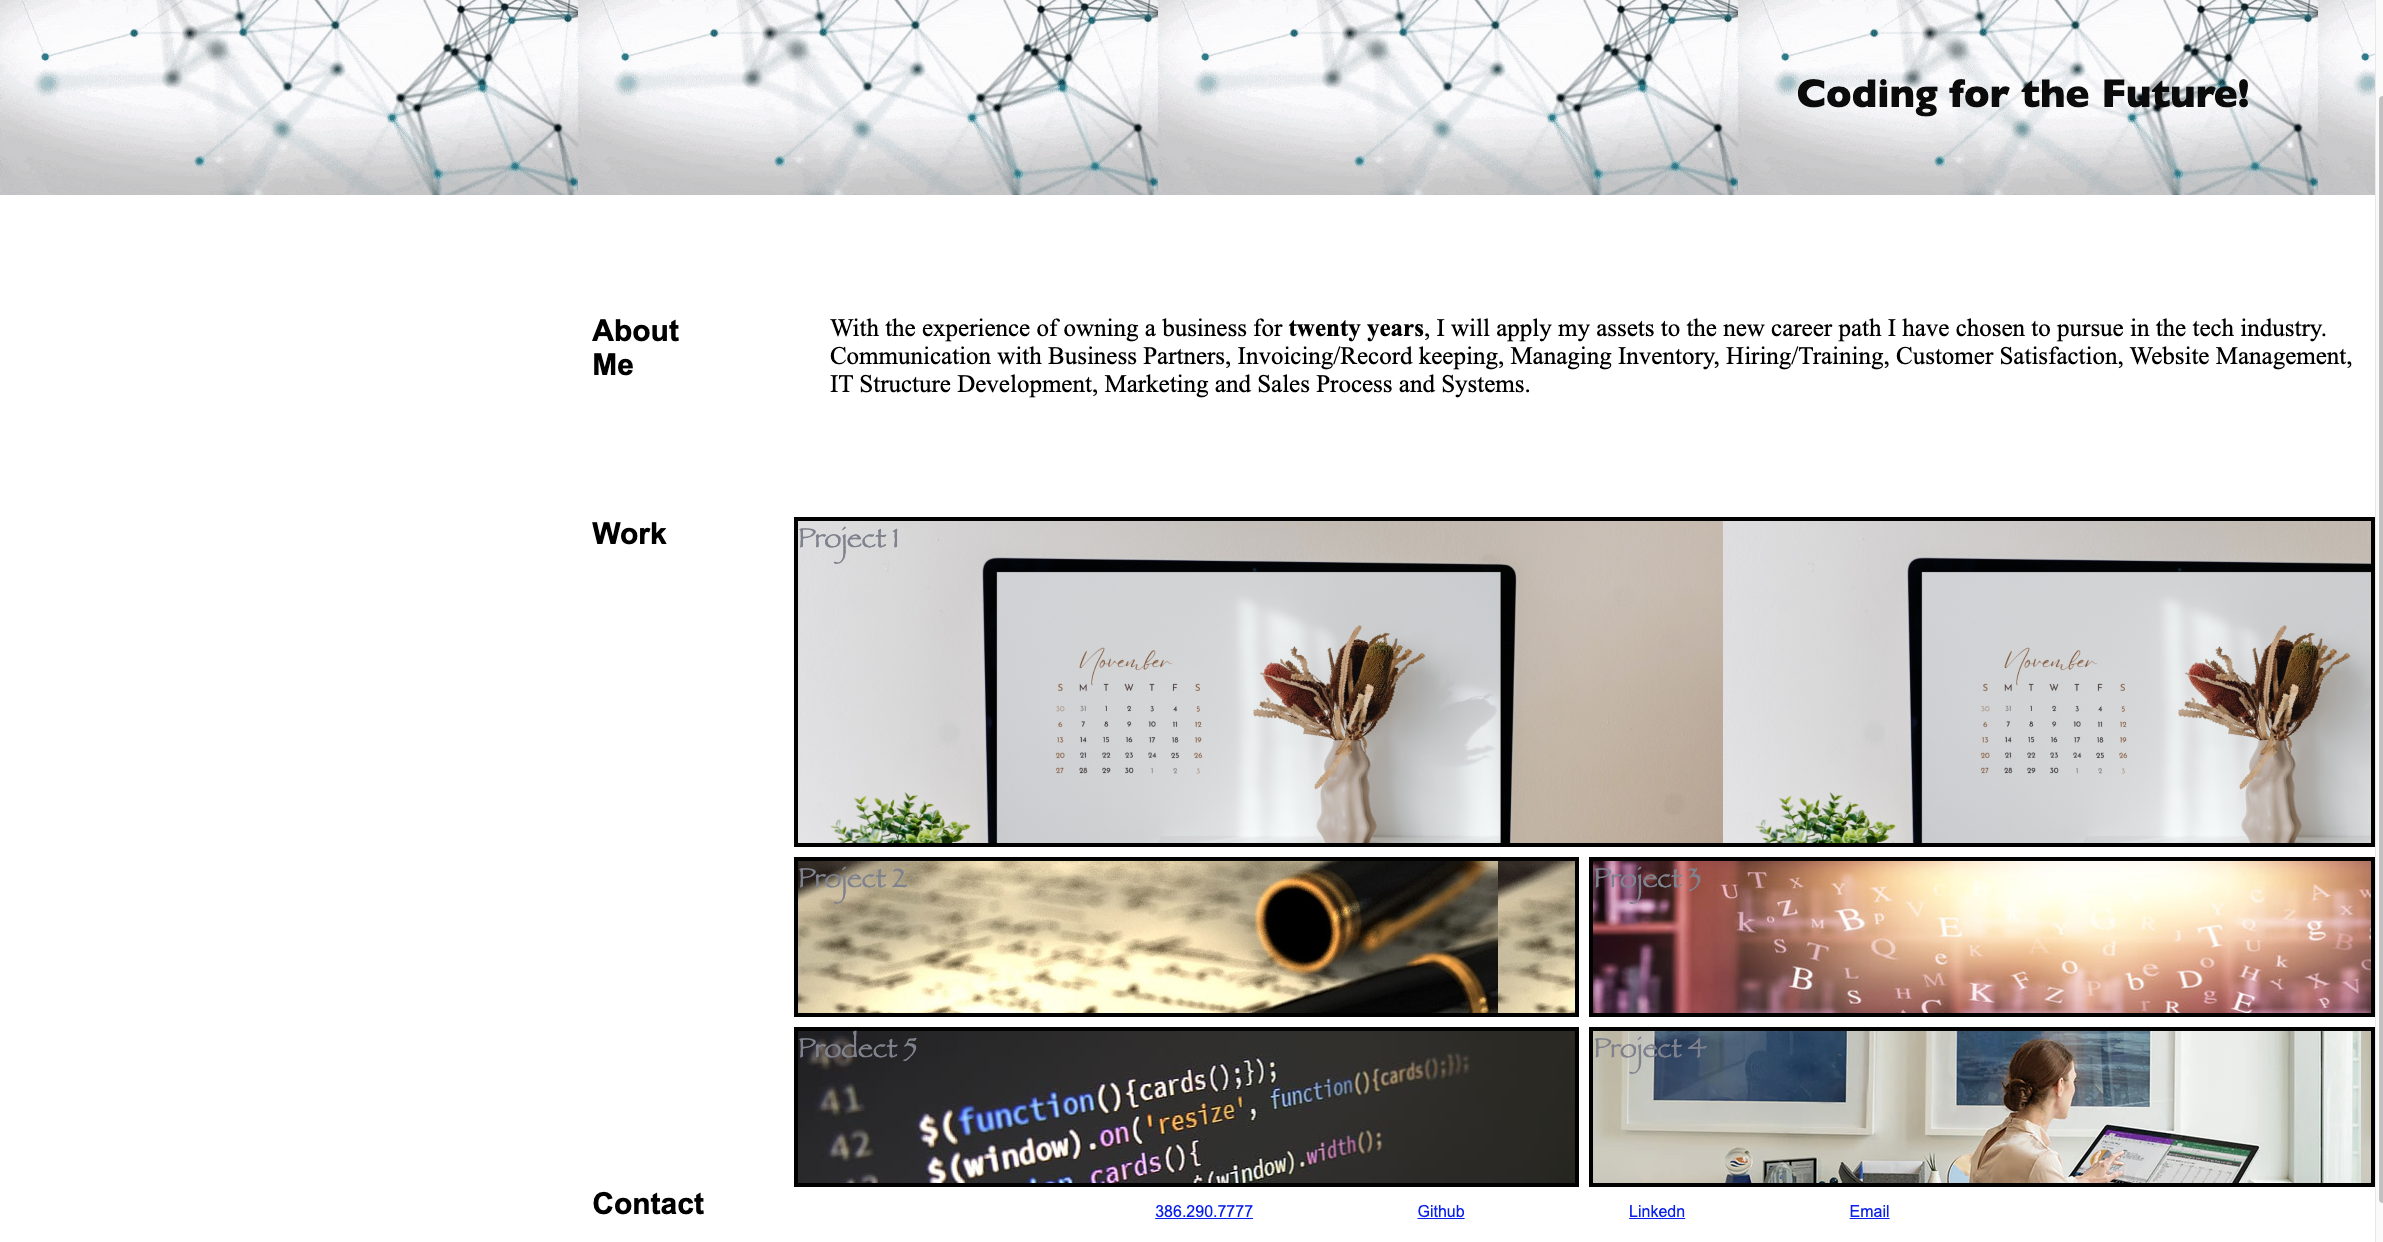 Coding for the Future!
About
Me
With the experience of owning a business for twenty years, I will apply my assets to the new career path I have chosen to pursue in the tech industry.
Communication with Business Partners, Invoicing/Record keeping, Managing Inventory, Hiring/Training, Customer Satisfaction, Website Management,
IT Structure Development, Marketing and Sales Process and Systems.
Work
Project 1
November
S M T W T F S
30 31 1 2 3 4 5
6 7 8 9 10 11 12
13 14 15 16 17 18 19
20 21 22 23 24 25 26
27 28 29 30 1 2 3
November
S M T W T F S
30 31 1 2 3 4 5
6 7 8 9 10 11 12
13 14 15 16 17 18 19
20 21 22 23 24 25 26
27 28 29 30 1 2 3
Project 2
Project 3
Prodect 5
41 $(function(){cards();});
42 $(window).on('resize', function(){cards();});
cards(){
$(window).width();
Project 4
Contact
386.290.7777
Github
Linkedn
Email